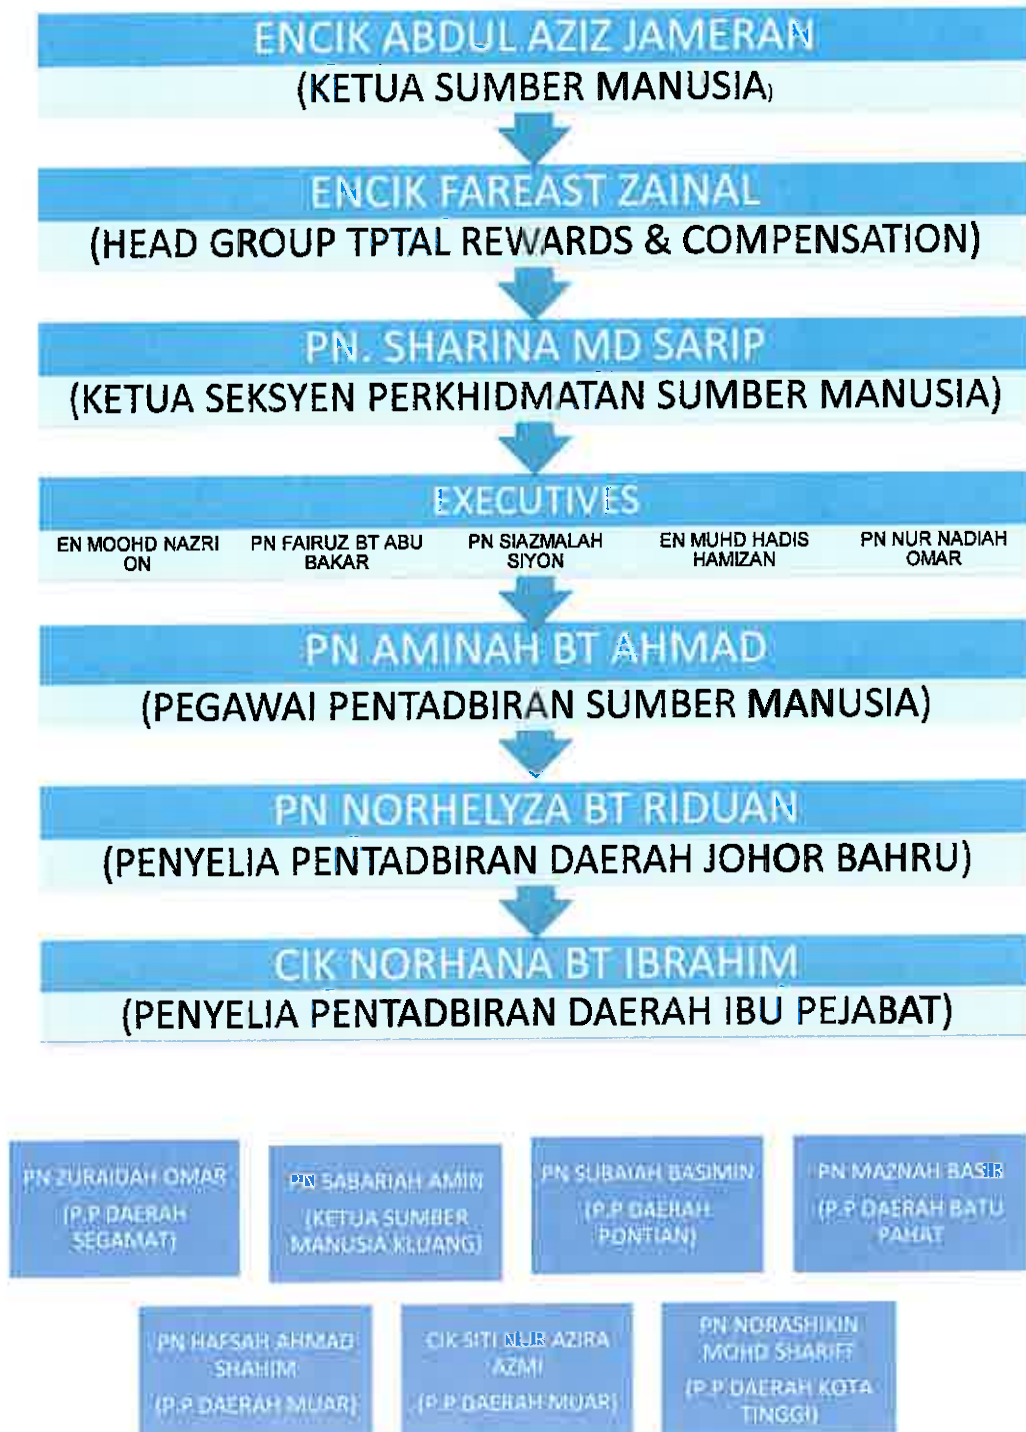 ENCIK ABDUL AZIZ JAMERAN
(KETUA SUMBER MANUSIA)
ENCIK FAREAST ZAINAL
(HEAD GROUP TPTAL REWARDS & COMPENSATION)
PN. SHARINA MD SARIP
(KETUA SEKSYEN PERKHIDMATAN SUMBER MANUSIA)
EXECUTIVES
EN MOOHD NAZRI
ON
PN FAIRUZ BT ABU
BAKAR
PN SIAZMALAH
SIYON
EN MUHD HADIS
HAMIZAN
PN NUR NADIAH
OMAR
PN AMINAH BT AHMAD
(PEGAWAI PENTADBIRAN SUMBER MANUSIA)
PN NORHELYZA BT RIDUAN
(PENYELIA PENTADBIRAN DAERAH JOHOR BAHRU)
CIK NORHANA BT IBRAHIM
(PENYELIA PENTADBIRAN DAERAH IBU PEJABAT)
PN ZURAIDAH OMAR
(P.P DAERAH
SEGAMAT)
PN SABARIAH AMIN
(KETUA SUMBER
MANUSIA KLUANG)
PN SUBAIAH BASIMIN
(P.P DAERAH
PONTIAN)
PN MAZNAH BASIR
(P.P DAERAH BATU
PAHAT
PN HAFSAH AHMAD
SHAHIM
(P.P DAERAH MUAR)
CIK SITI NUR AZIRA
AZMI
(P.P DAERAH MUAR)
PN NORASHIKIN
MOHD SHARIFF
(P.P DAERAH KOTA
TINGGI)